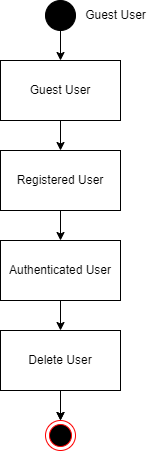 Guest User
Guest User
Registered User
Authenticated User
Delete User